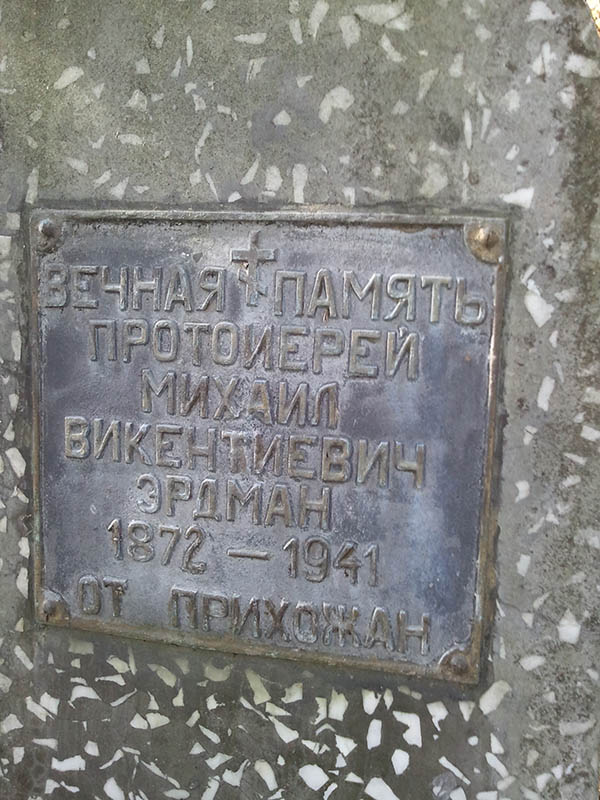 ВЕЧНАЯ ПАМЯТЬ
ПРОТОИЕРЕЙ
МИХАИЛ
ВИКЕНТИЕВИЧ
ЭРДМАН
1872 – 1941
ОТ ПРИХОЖАН